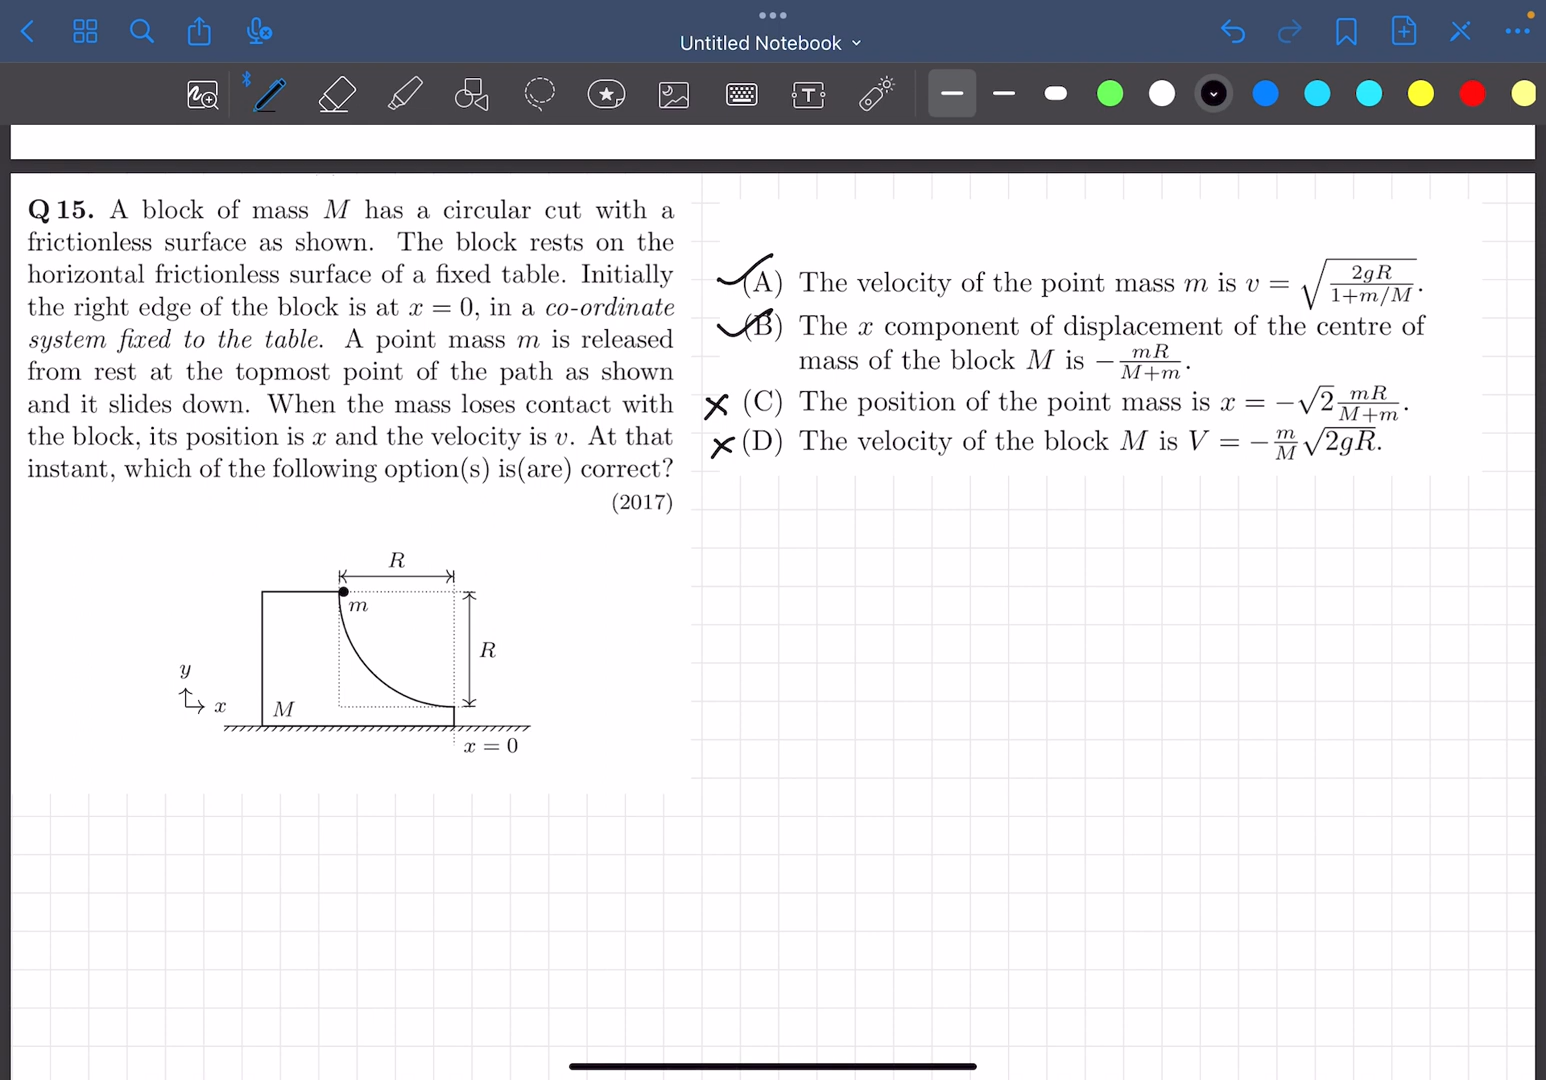 Untitled Notebook
Q 15. A block of mass M has a circular cut with a
frictionless surface as shown. The block rests on the
horizontal frictionless surface of a fixed table. Initially
the right edge of the block is at x = 0, in a co-ordinate
system fixed to the table. A point mass m is released
from rest at the topmost point of the path as shown
and it slides down. When the mass loses contact with
the block, its position is x and the velocity is v. At that
instant, which of the following option(s) is(are) correct?
(2017)
R
m
R
y
x
M
x = 0
(A) The velocity of the point mass m is v = √(2gR/(1+m/M)).
(B) The x component of displacement of the centre of
mass of the block M is −mR/(M+m).
(C) The position of the point mass is x = −√2 mR/(M+m).
(D) The velocity of the block M is V = −m/M √2gR.